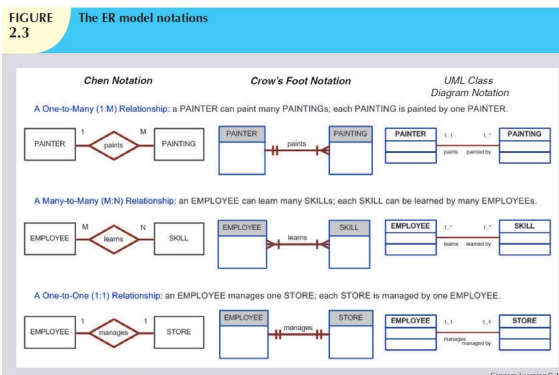 FIGURE The ER model notations
2.3
Chen Notation Crow's Foot Notation UML Class
Diagram Notation
A One-to-Many (1:M) Relationship: a PAINTER can paint many PAINTINGs; each PAINTING is painted by one PAINTER.
PAINTER 1 paints M PAINTING
PAINTER paints PAINTING
PAINTER 1..1 1..* PAINTING
paints painted by
A Many-to-Many (M:N) Relationship: an EMPLOYEE can learn many SKILLs; each SKILL can be learned by many EMPLOYEEs.
EMPLOYEE M learns N SKILL
EMPLOYEE learns SKILL
EMPLOYEE 1..* 1..* SKILL
learns learned by
A One-to-One (1:1) Relationship: an EMPLOYEE manages one STORE; each STORE is managed by one EMPLOYEE.
EMPLOYEE 1 manages 1 STORE
EMPLOYEE manages STORE
EMPLOYEE 1..1 1..1 STORE
manages
managed by